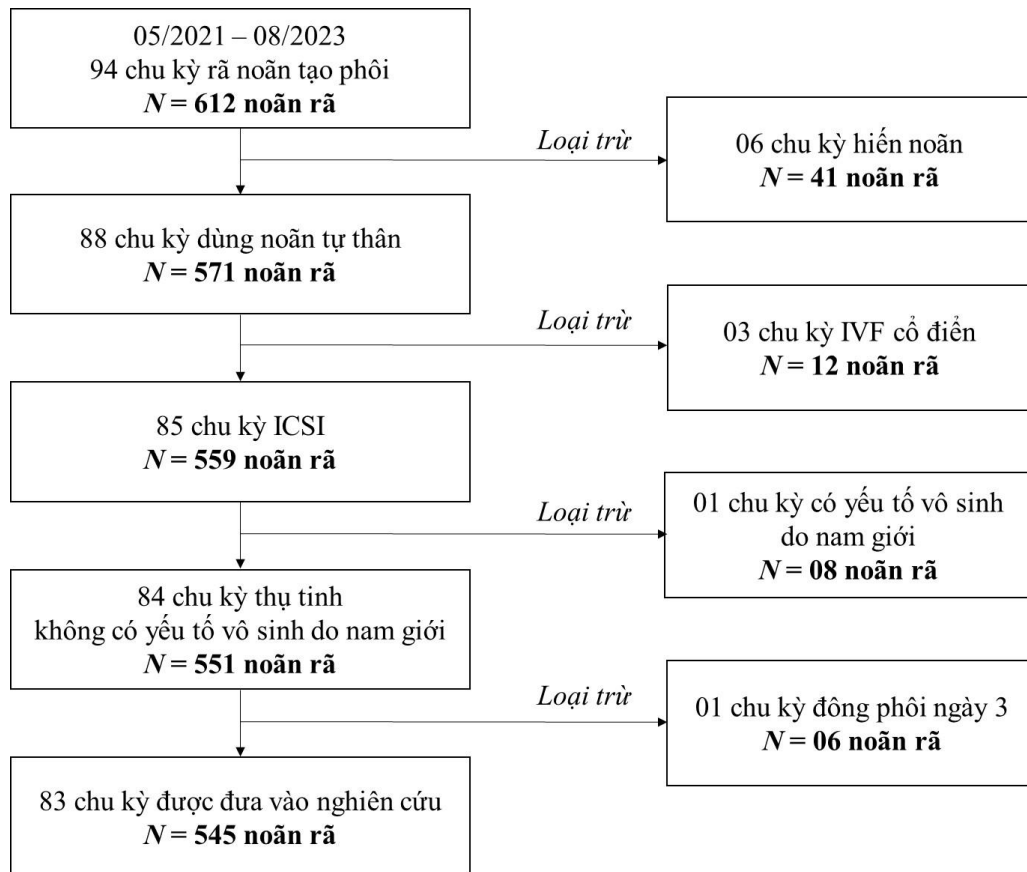 05/2021 – 08/2023
94 chu kỳ rã noãn tạo phôi
N = 612 noãn rã
Loại trừ
06 chu kỳ hiến noãn
N = 41 noãn rã
88 chu kỳ dùng noãn tự thân
N = 571 noãn rã
Loại trừ
03 chu kỳ IVF cổ điển
N = 12 noãn rã
85 chu kỳ ICSI
N = 559 noãn rã
Loại trừ
01 chu kỳ có yếu tố vô sinh
do nam giới
N = 08 noãn rã
84 chu kỳ thụ tinh
không có yếu tố vô sinh do nam giới
N = 551 noãn rã
Loại trừ
01 chu kỳ đông phôi ngày 3
N = 06 noãn rã
83 chu kỳ được đưa vào nghiên cứu
N = 545 noãn rã